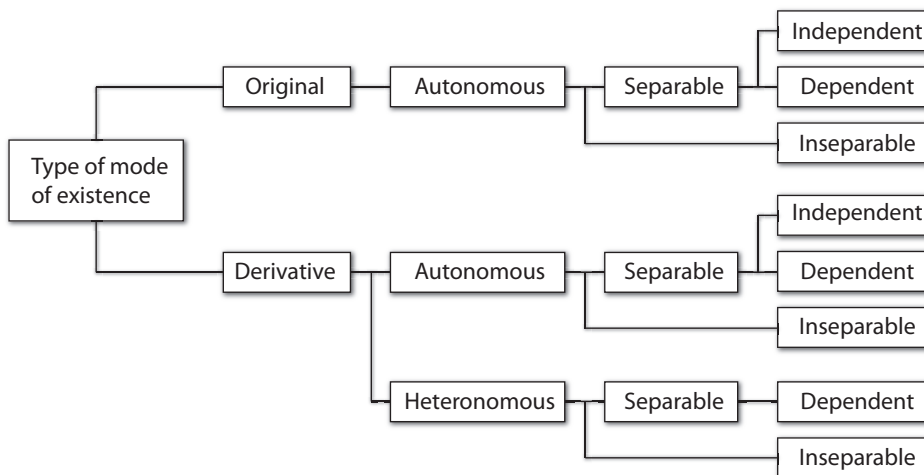 Independent
Original
Autonomous
Separable
Dependent
Inseparable
Type of mode
of existence
Independent
Derivative
Autonomous
Separable
Dependent
Inseparable
Heteronomous
Separable
Dependent
Inseparable